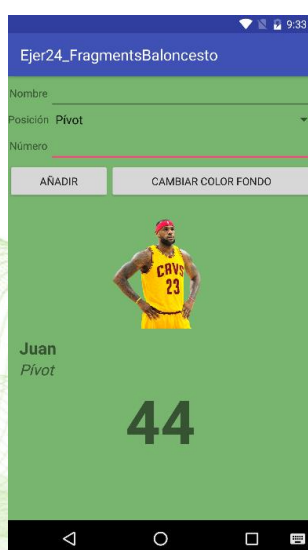 9:33
Ejer24_FragmentsBaloncesto
Nombre
Posición Pívot
Número
AÑADIR CAMBIAR COLOR FONDO
CAVS
23
Juan
Pívot
44